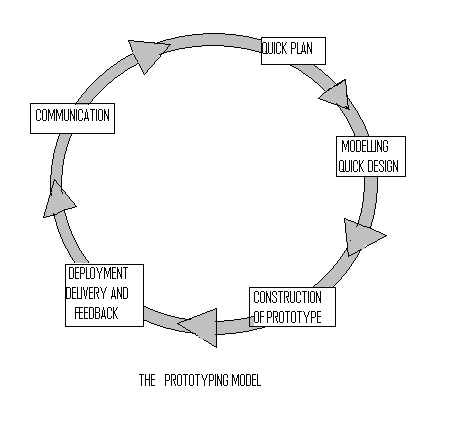 QUICK PLAN
COMMUNICATION
MODELLING
QUICK DESIGN
DEPLOYMENT
DELIVERY AND
FEEDBACK
CONSTRUCTION
OF PROTOTYPE
THE PROTOTYPING MODEL